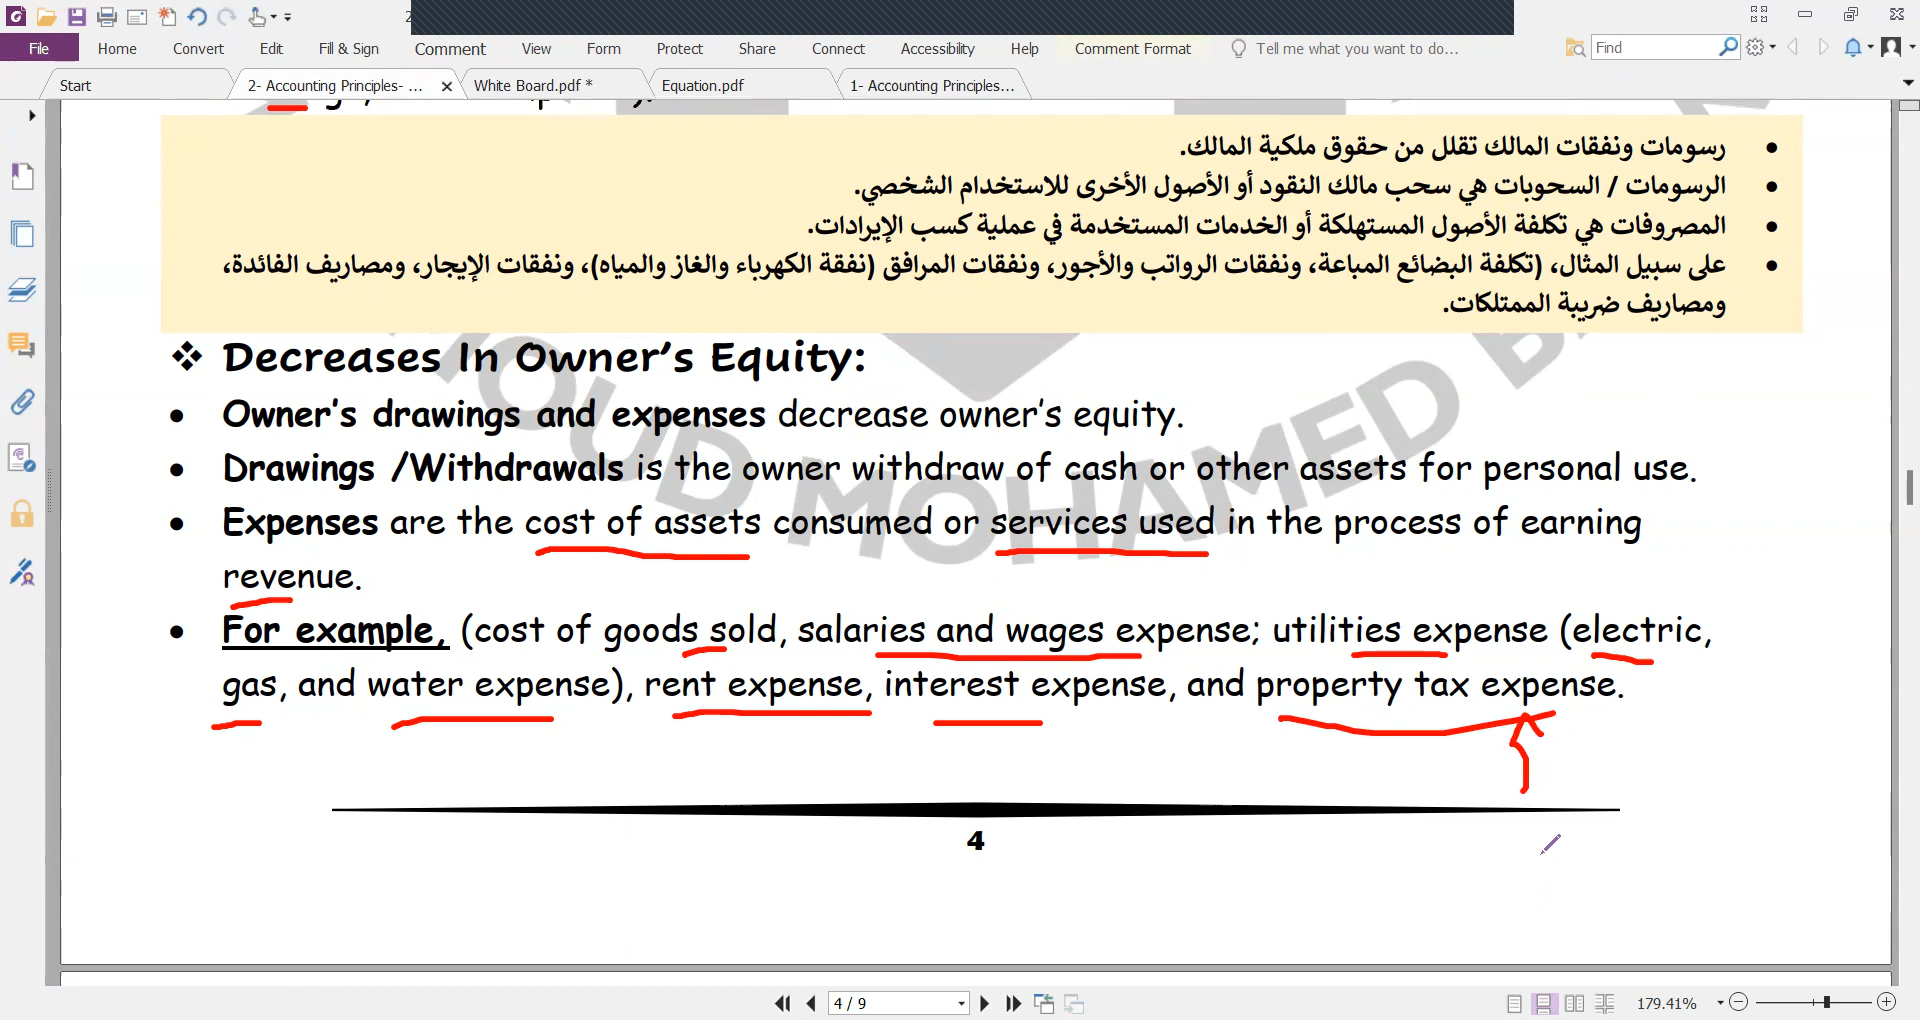 File Home Convert Edit Fill & Sign Comment View Form Protect Share Connect Accessibility Help Comment Format Tell me what you want to do... Find
Start 2- Accounting Principles- ... White Board.pdf * Equation.pdf 1- Accounting Principles...
رسومات ونفقات المالك تقلل من حقوق ملكية المالك.
الرسومات / السحوبات هي سحب مالك النقود أو الأصول الأخرى للاستخدام الشخصي.
المصروفات هي تكلفة الأصول المستهلكة أو الخدمات المستخدمة في عملية كسب الإيرادات.
على سبيل المثال، (تكلفة البضائع المباعة، ونفقات الرواتب والأجور، ونفقات المرافق (نفقة الكهرباء والغاز والمياه)، ونفقات الإيجار، ومصاريف الفائدة،
ومصاريف ضريبة الممتلكات.
❖ Decreases In Owner's Equity:
• Owner's drawings and expenses decrease owner's equity.
• Drawings /Withdrawals is the owner withdraw of cash or other assets for personal use.
• Expenses are the cost of assets consumed or services used in the process of earning
revenue.
• For example, (cost of goods sold, salaries and wages expense; utilities expense (electric,
gas, and water expense), rent expense, interest expense, and property tax expense.
4
MOHAMED
4 / 9 179.41%